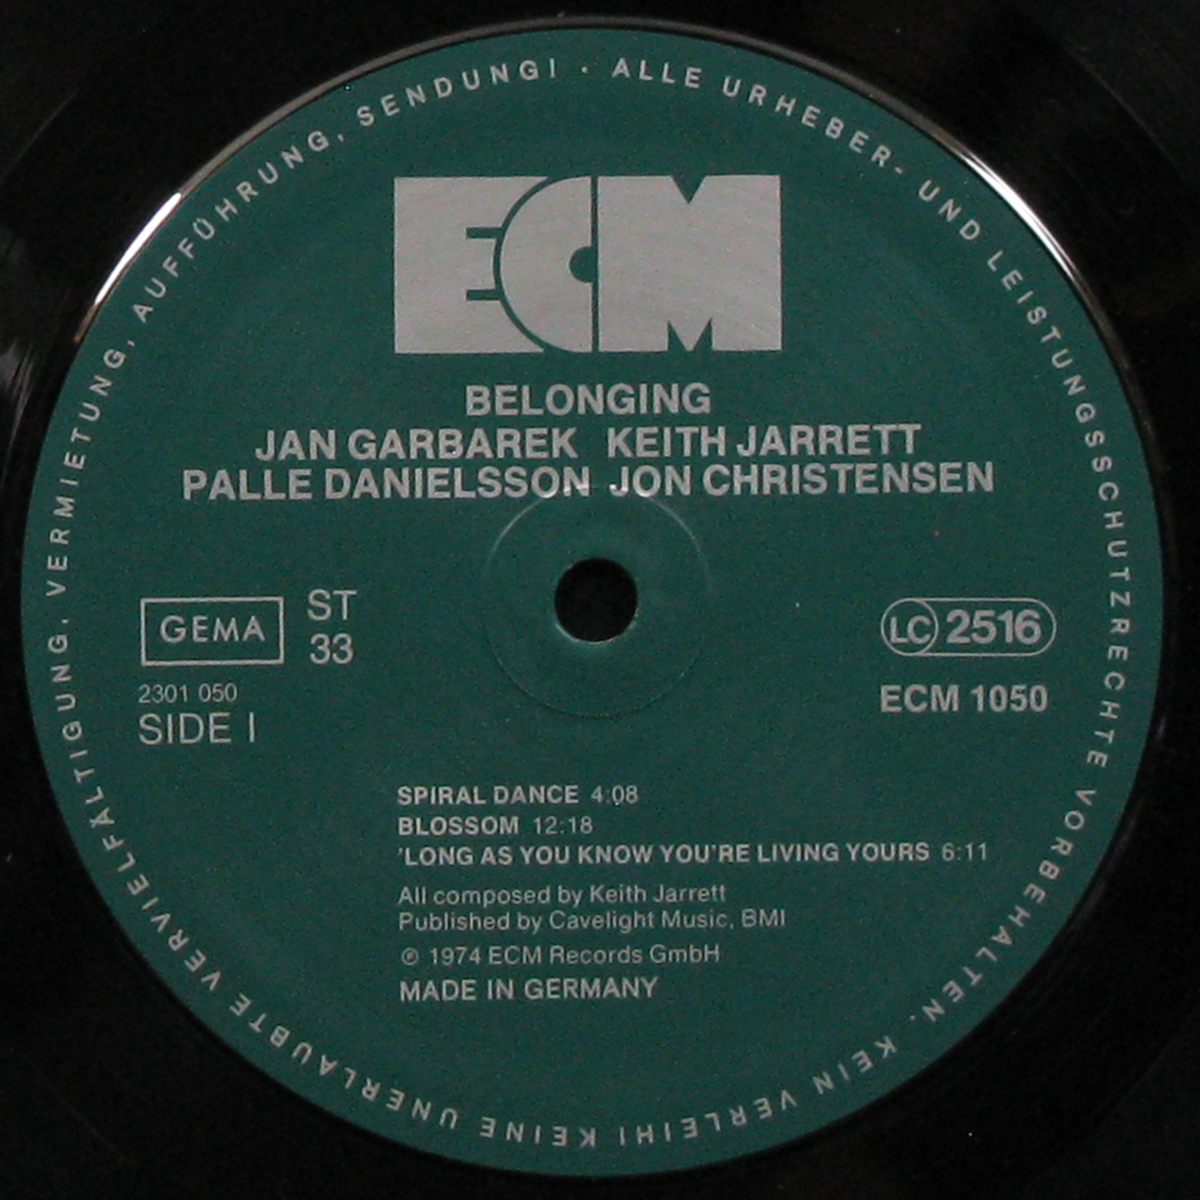 ALLE URHEBER- UND LEISTUNGSSCHUTZRECHTE VORBEHALTEN. KEIN VERLEIH! KEINE UNERLAUBTE VERVIELFÄLTIGUNG, VERMIETUNG, AUFFÜHRUNG, SENDUNG! ·
ECM
BELONGING
JAN GARBAREK KEITH JARRETT
PALLE DANIELSSON JON CHRISTENSEN
GEMA
ST
33
2301 050
SIDE I
LC 2516
ECM 1050
SPIRAL DANCE 4:08
BLOSSOM 12:18
'LONG AS YOU KNOW YOU'RE LIVING YOURS 6:11
All composed by Keith Jarrett
Published by Cavelight Music, BMI
℗ 1974 ECM Records GmbH
MADE IN GERMANY